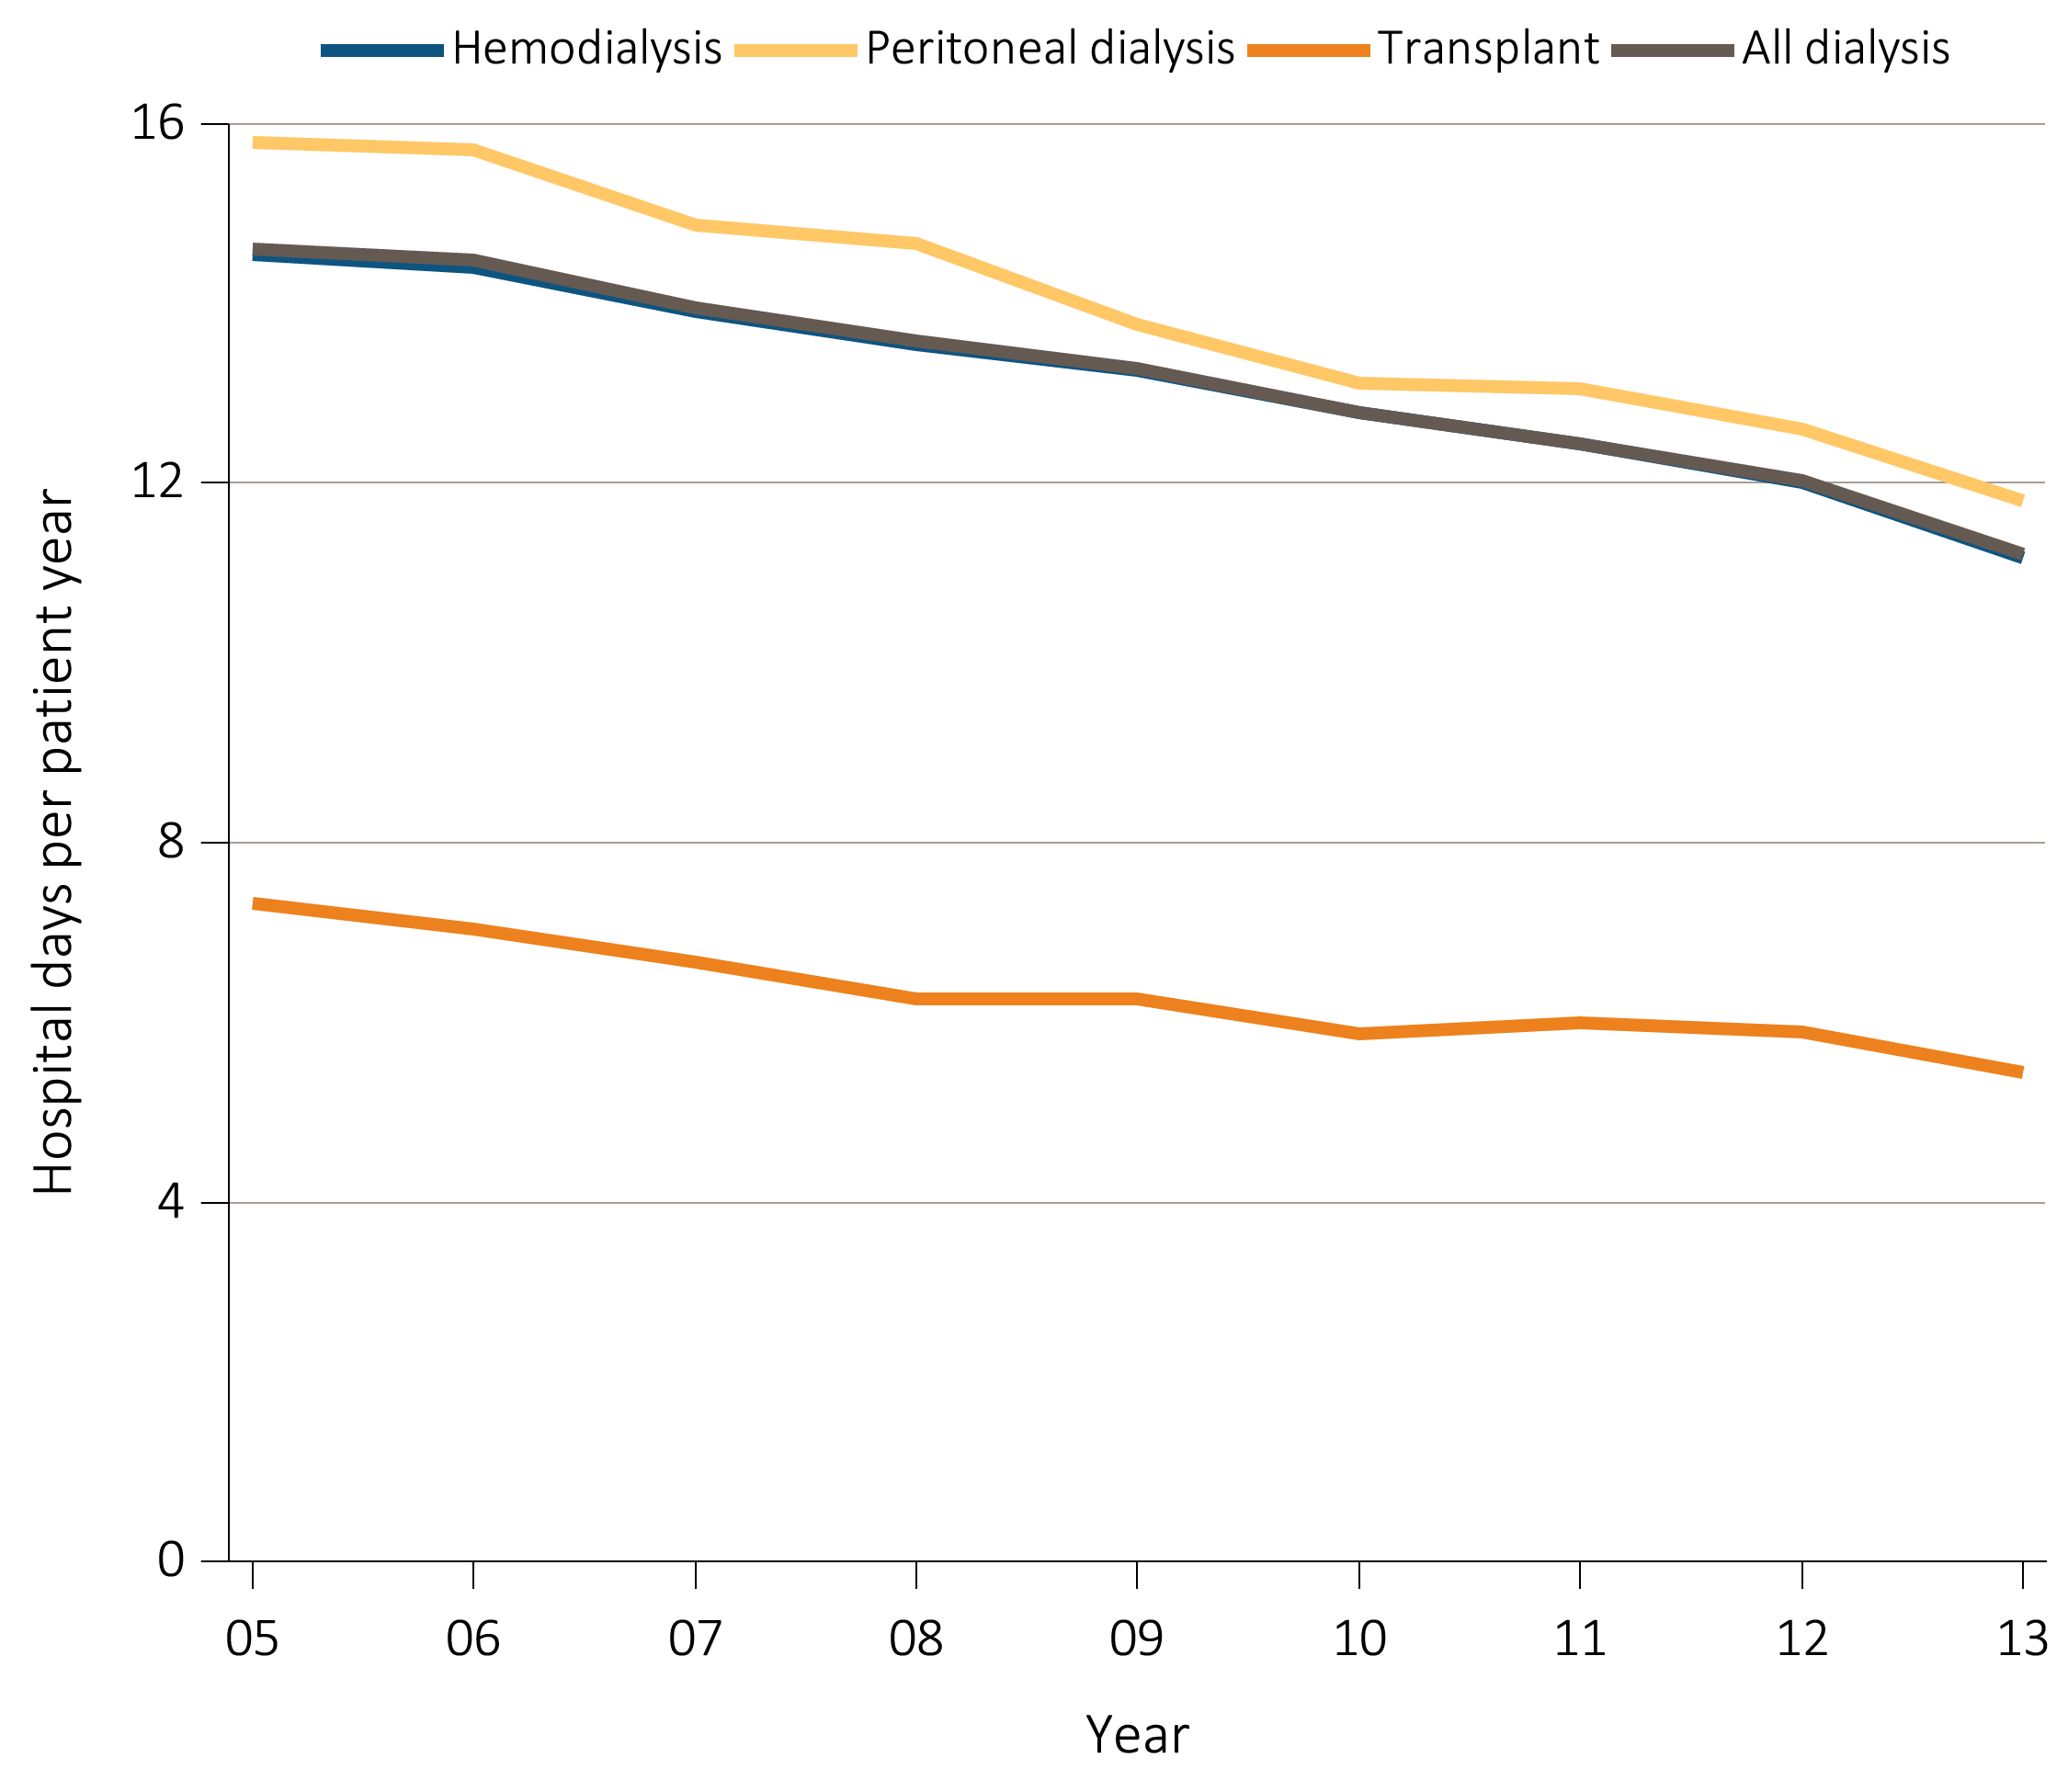 Hemodialysis Peritoneal dialysis Transplant All dialysis
16
12
8
4
0
Hospital days per patient year
05 06 07 08 09 10 11 12 13
Year